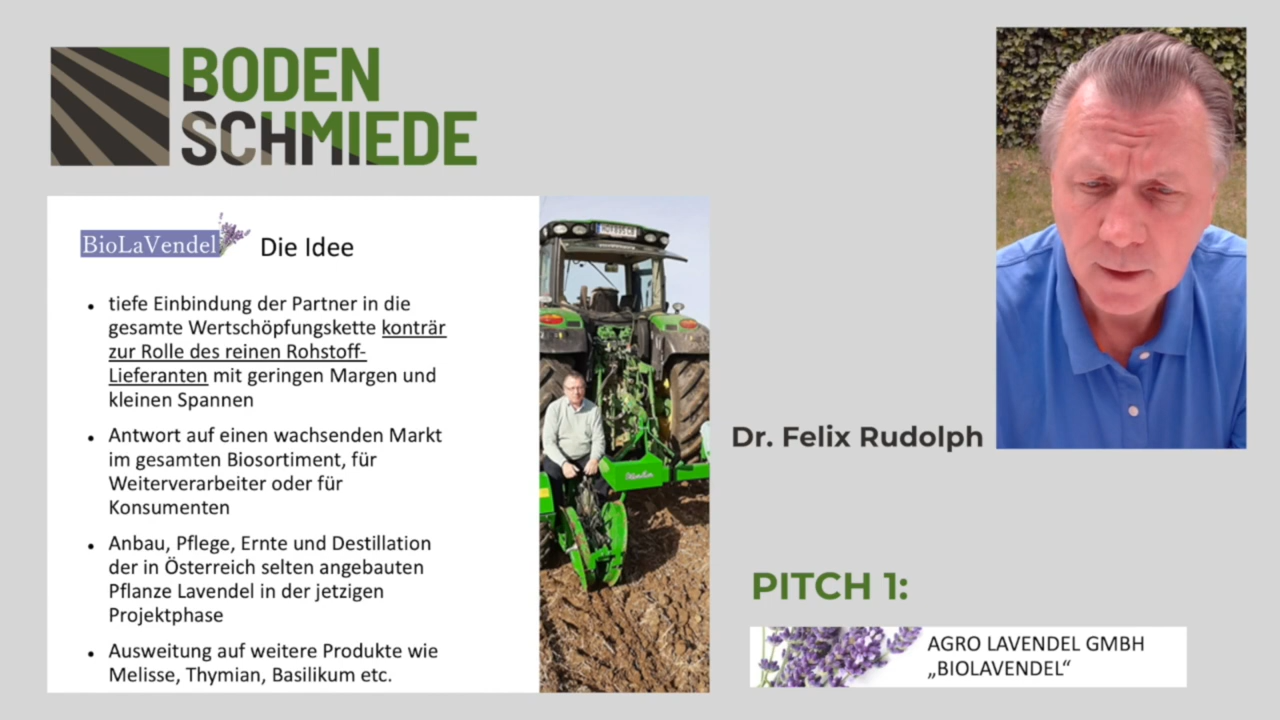 BODEN
SCHMIEDE
BioLaVendel
Die Idee
• tiefe Einbindung der Partner in die
gesamte Wertschöpfungskette konträr
zur Rolle des reinen Rohstoff-
Lieferanten mit geringen Margen und
kleinen Spannen
• Antwort auf einen wachsenden Markt
im gesamten Biosortiment, für
Weiterverarbeiter oder für
Konsumenten
• Anbau, Pflege, Ernte und Destillation
der in Österreich selten angebauten
Pflanze Lavendel in der jetzigen
Projektphase
• Ausweitung auf weitere Produkte wie
Melisse, Thymian, Basilikum etc.
Dr. Felix Rudolph
PITCH 1:
AGRO LAVENDEL GMBH
„BIOLAVENDEL“